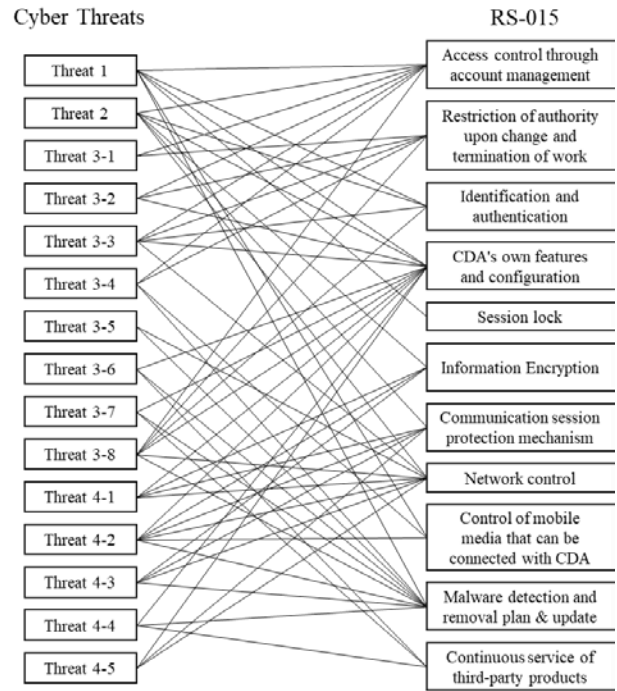 Cyber Threats
RS-015
Threat 1
Threat 2
Threat 3-1
Threat 3-2
Threat 3-3
Threat 3-4
Threat 3-5
Threat 3-6
Threat 3-7
Threat 3-8
Threat 4-1
Threat 4-2
Threat 4-3
Threat 4-4
Threat 4-5
Access control through
account management
Restriction of authority
upon change and
termination of work
Identification and
authentication
CDA's own features
and configuration
Session lock
Information Encryption
Communication session
protection mechanism
Network control
Control of mobile
media that can be
connected with CDA
Malware detection and
removal plan & update
Continuous service of
third-party products